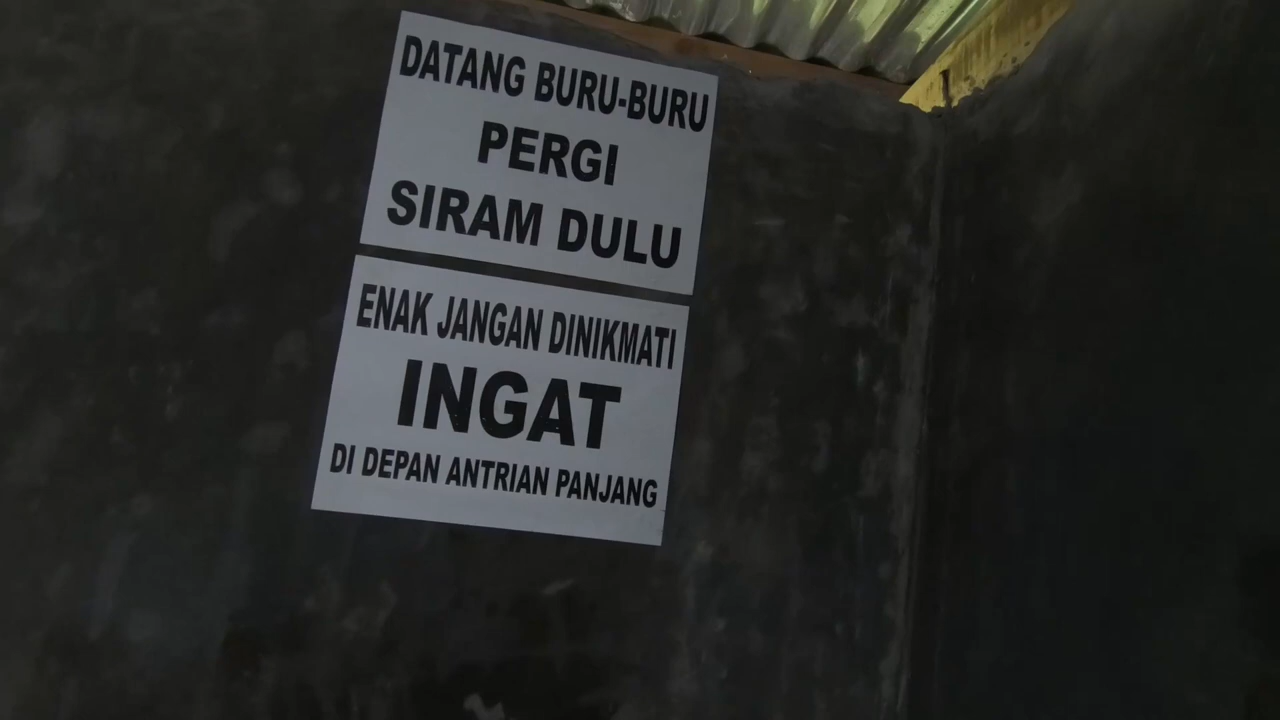 DATANG BURU-BURU
PERGI
SIRAM DULU
ENAK JANGAN DINIKMATI
INGAT
DI DEPAN ANTRIAN PANJANG